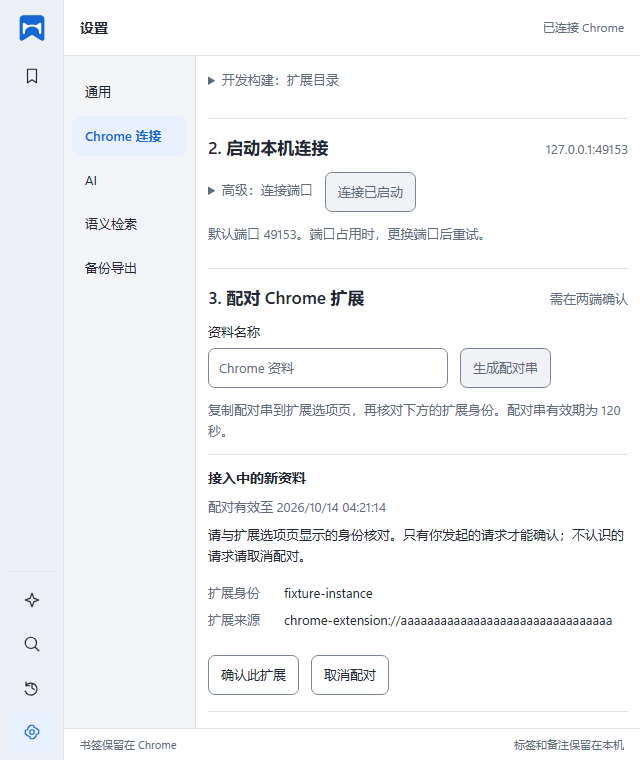 设置
已连接 Chrome
通用
Chrome 连接
AI
语义检索
备份导出
开发构建：扩展目录
2. 启动本机连接
127.0.0.1:49153
高级：连接端口
连接已启动
默认端口 49153。端口占用时，更换端口后重试。
3. 配对 Chrome 扩展
需在两端确认
资料名称
Chrome 资料
生成配对串
复制配对串到扩展选项页，再核对下方的扩展身份。配对串有效期为 120
秒。
接入中的新资料
配对有效至 2026/10/14 04:21:14
请与扩展选项页显示的身份核对。只有你发起的请求才能确认；不认识的
请求请取消配对。
扩展身份 fixture-instance
扩展来源 chrome-extension://aaaaaaaaaaaaaaaaaaaaaaaaaaaaaaaa
确认此扩展
取消配对
书签保留在 Chrome
标签和备注保留在本机